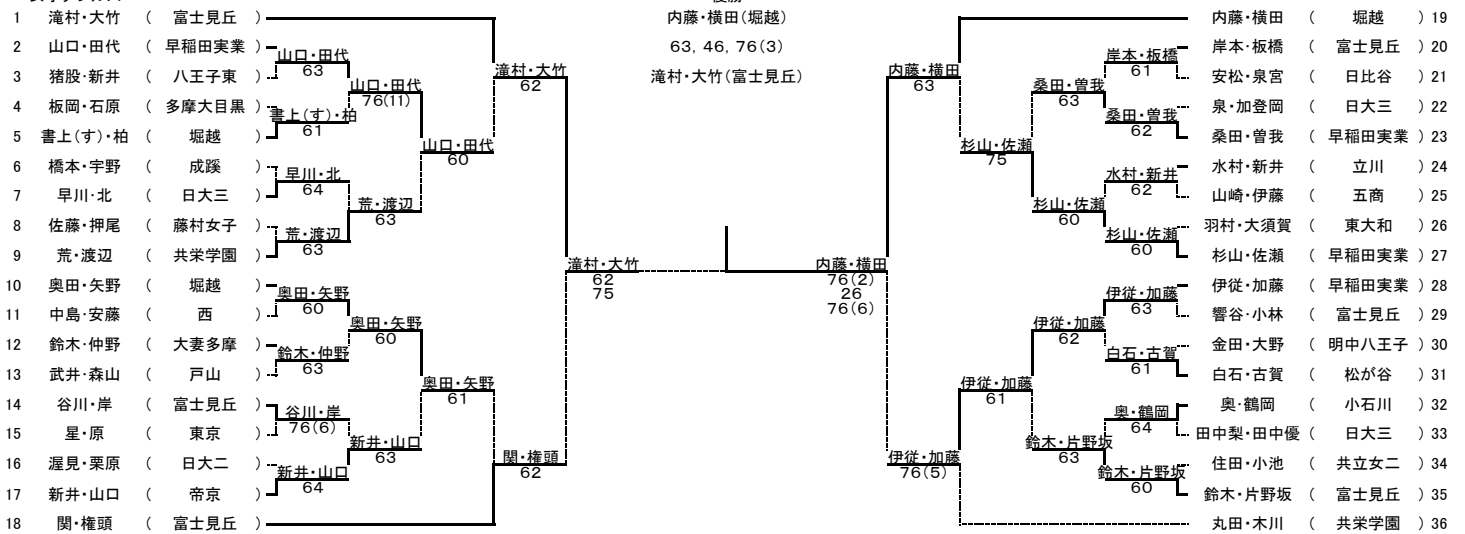 優勝
内藤・横田(堀越)
63, 46, 76(3)
滝村・大竹(富士見丘)
1 滝村・大竹 ( 富士見丘 )
2 山口・田代 ( 早稲田実業 )
3 猪股・新井 ( 八王子東 )
4 板岡・石原 ( 多摩大目黒 )
5 書上(す)・柏 ( 堀越 )
6 橋本・宇野 ( 成蹊 )
7 早川・北 ( 日大三 )
8 佐藤・押尾 ( 藤村女子 )
9 荒・渡辺 ( 共栄学園 )
10 奥田・矢野 ( 堀越 )
11 中島・安藤 ( 西 )
12 鈴木・仲野 ( 大妻多摩 )
13 武井・森山 ( 戸山 )
14 谷川・岸 ( 富士見丘 )
15 星・原 ( 東京 )
16 渥見・栗原 ( 日大二 )
17 新井・山口 ( 帝京 )
18 関・権頭 ( 富士見丘 )
山口・田代
63
書上(す)・柏
61
早川・北
64
荒・渡辺
63
奥田・矢野
60
鈴木・仲野
63
谷川・岸
76(6)
新井・山口
64
山口・田代
76(11)
荒・渡辺
63
奥田・矢野
60
新井・山口
63
山口・田代
60
奥田・矢野
61
滝村・大竹
62
関・権頭
62
滝村・大竹
62
75
内藤・横田
76(2)
26
76(6)
内藤・横田
63
伊従・加藤
76(5)
杉山・佐瀬
75
伊従・加藤
61
桑田・曽我
63
杉山・佐瀬
60
伊従・加藤
62
鈴木・片野坂
63
岸本・板橋
61
桑田・曽我
62
水村・新井
62
杉山・佐瀬
60
伊従・加藤
63
白石・古賀
61
奥・鶴岡
64
鈴木・片野坂
60
内藤・横田 ( 堀越 ) 19
岸本・板橋 ( 富士見丘 ) 20
安松・泉宮 ( 日比谷 ) 21
泉・加登岡 ( 日大三 ) 22
桑田・曽我 ( 早稲田実業 ) 23
水村・新井 ( 立川 ) 24
山崎・伊藤 ( 五商 ) 25
羽村・大須賀 ( 東大和 ) 26
杉山・佐瀬 ( 早稲田実業 ) 27
伊従・加藤 ( 早稲田実業 ) 28
響谷・小林 ( 富士見丘 ) 29
金田・大野 ( 明中八王子 ) 30
白石・古賀 ( 松が谷 ) 31
奥・鶴岡 ( 小石川 ) 32
田中梨・田中優 ( 日大三 ) 33
住田・小池 ( 共立女二 ) 34
鈴木・片野坂 ( 富士見丘 ) 35
丸田・木川 ( 共栄学園 ) 36